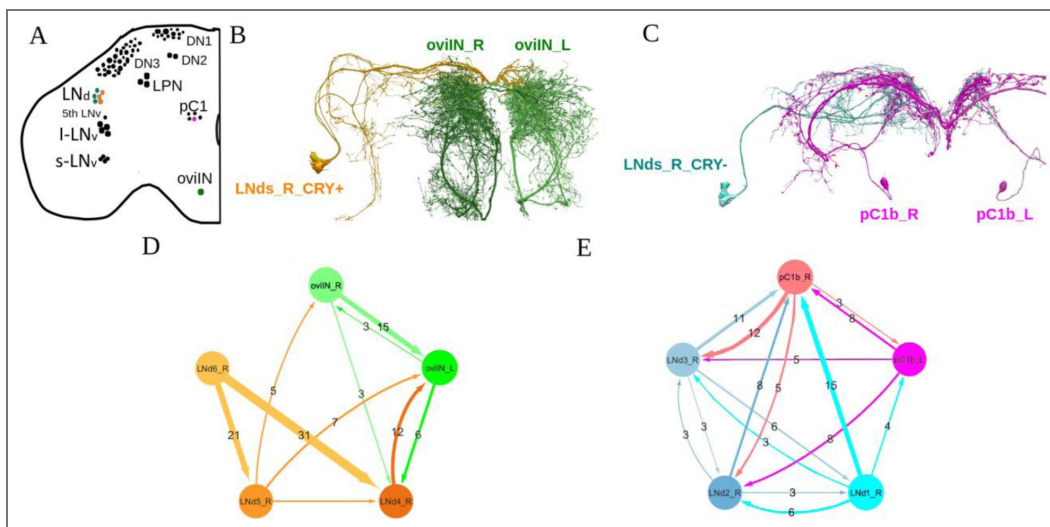 A
DN1
DN2
DN3
LPN
LNd
5th LNv
pC1
l-LNv
s-LNv
oviIN
B
oviIN_R
oviIN_L
LNds_R_CRY+
C
LNds_R_CRY-
pC1b_R
pC1b_L
D
oviIN_R
3
15
oviIN_L
LNd6_R
5
3
7
12
6
21
31
LNd5_R
LNd4_R
E
pC1b_R
3
8
11
12
LNd3_R
5
pC1b_L
8
5
15
3
3
6
3
8
4
LNd2_R
3
LNd1_R
6